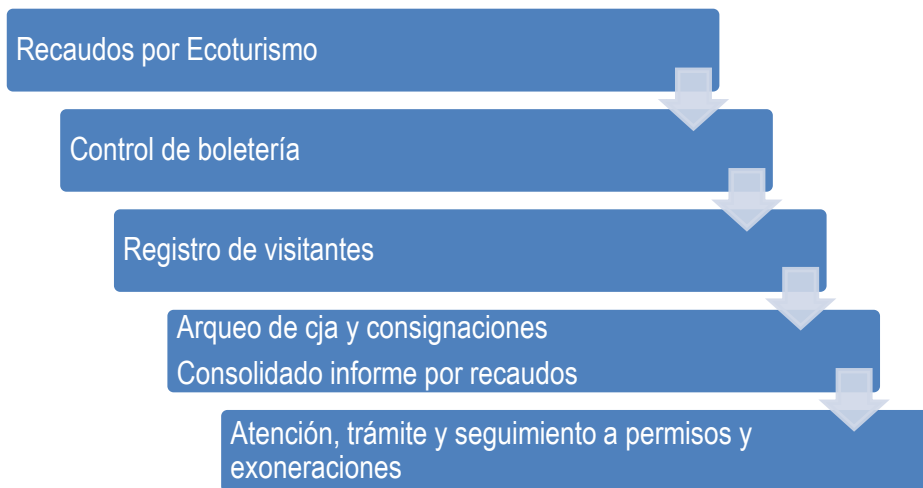 Recaudos por Ecoturismo
Control de boletería
Registro de visitantes
Arqueo de cja y consignaciones
Consolidado informe por recaudos
Atención, trámite y seguimiento a permisos y
exoneraciones